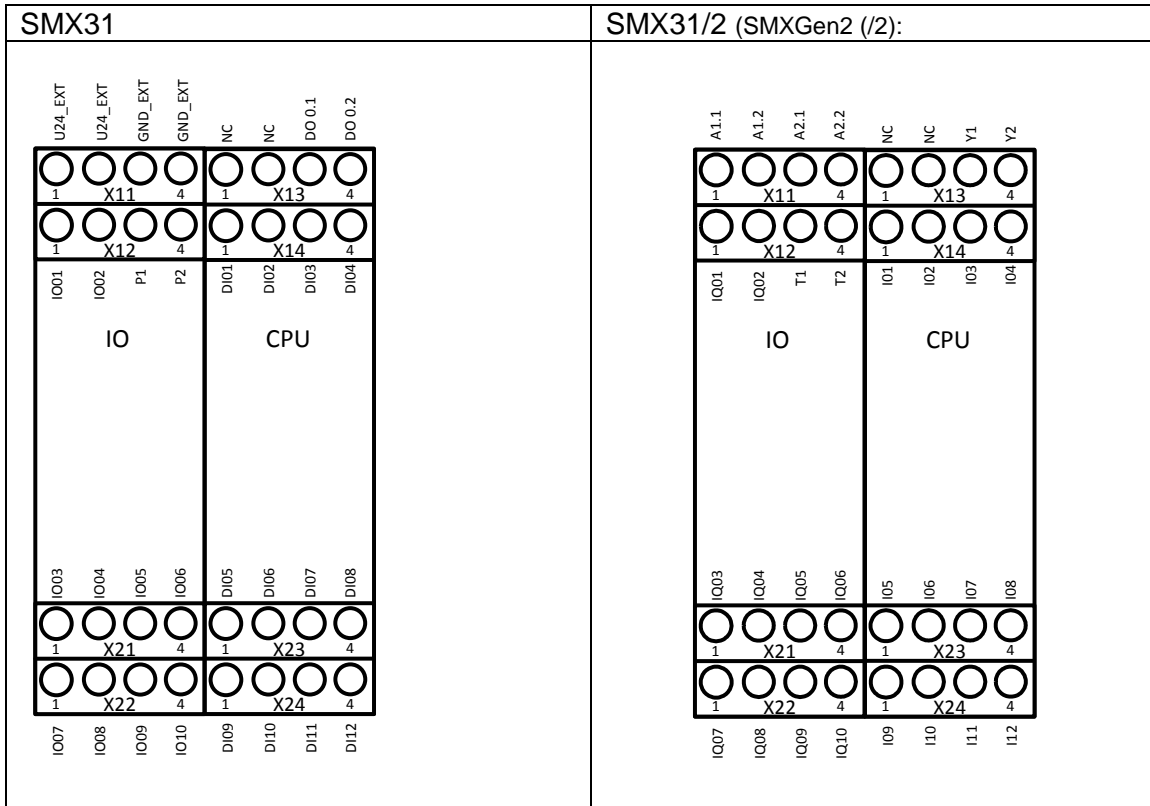 SMX31
SMX31/2 (SMXGen2 (/2):
U24_EXT U24_EXT GND_EXT GND_EXT NC NC DO 0.1 DO 0.2
1 X11 4 1 X13 4
1 X12 4 1 X14 4
IO01 IO02 P1 P2 DI01 DI02 DI03 DI04
IO CPU
IO03 IO04 IO05 IO06 DI05 DI06 DI07 DI08
1 X21 4 1 X23 4
1 X22 4 1 X24 4
IO07 IO08 IO09 IO10 DI09 DI10 DI11 DI12
A1.1 A1.2 A2.1 A2.2 NC NC Y1 Y2
1 X11 4 1 X13 4
1 X12 4 1 X14 4
IQ01 IQ02 T1 T2 I01 I02 I03 I04
IO CPU
IQ03 IQ04 IQ05 IQ06 I05 I06 I07 I08
1 X21 4 1 X23 4
1 X22 4 1 X24 4
IQ07 IQ08 IQ09 IQ10 I09 I10 I11 I12